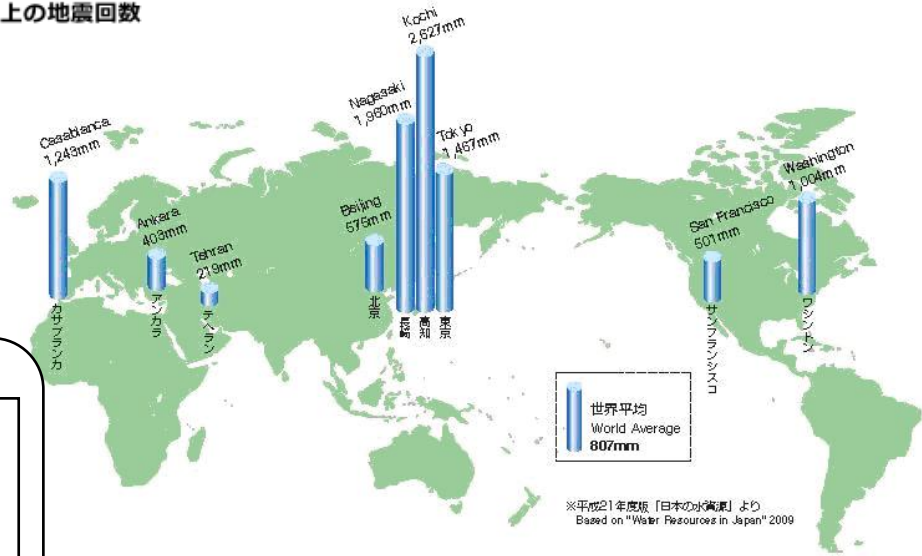 上の地震回数
Kochi
2,627mm
Nagasaki
1,960mm
Tokyo
1,467mm
Casablanca
1,243mm
Washington
1,004mm
Ankara
403mm
Beijing
575mm
San Francisco
501mm
Tehran
219mm
カサブランカ
アンカラ
テヘラン
北京
長崎
高知
東京
サンフランシスコ
ワシントン
世界平均
World Average
807mm
※平成21年度版「日本の水資源」より
Based on "Water Resources in Japan" 2009